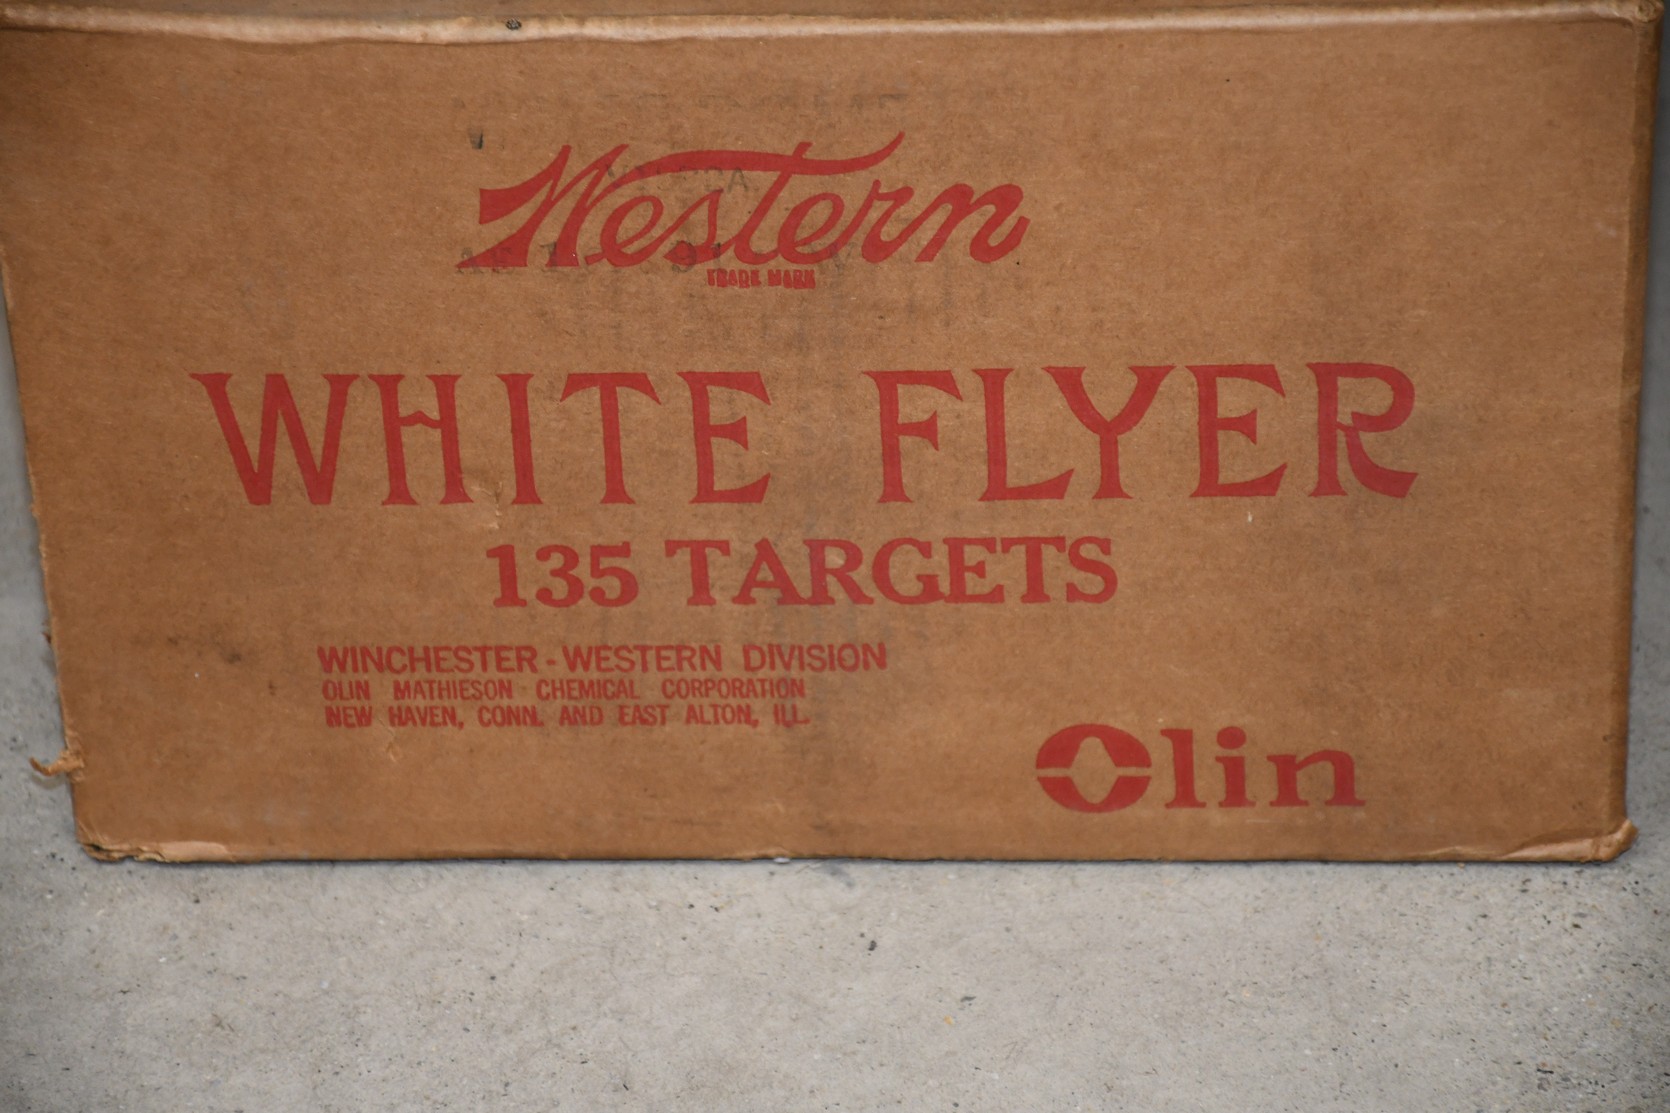 Western
TRADE MARK
WHITE FLYER
135 TARGETS
WINCHESTER-WESTERN DIVISION
OLIN MATHIESON CHEMICAL CORPORATION
NEW HAVEN, CONN. AND EAST ALTON, ILL.
Olin